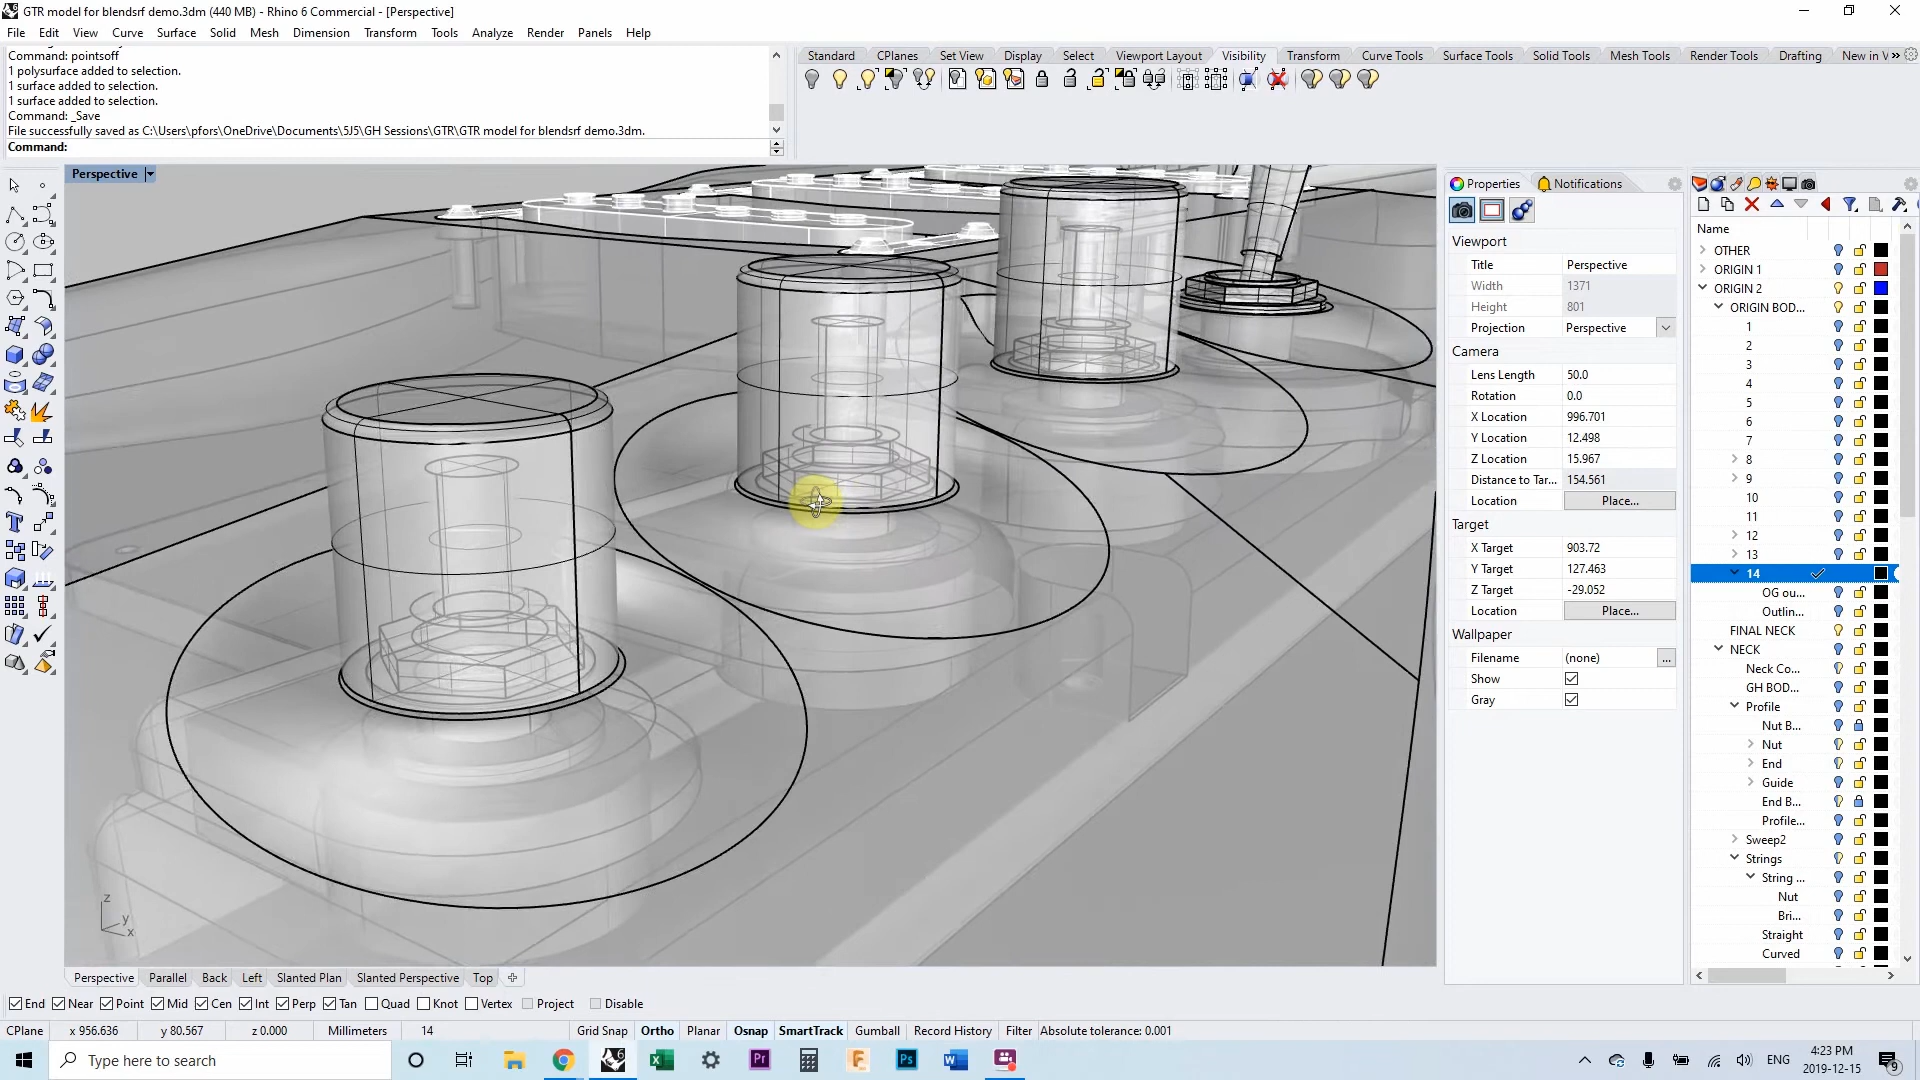 GTR model for blendsrf demo.3dm (440 MB) - Rhino 6 Commercial - [Perspective]
File Edit View Curve Surface Solid Mesh Dimension Transform Tools Analyze Render Panels Help
Command: pointsoff
1 polysurface added to selection.
1 surface added to selection.
1 surface added to selection.
Command: _Save
File successfully saved as C:\Users\pfors\OneDrive\Documents\5J5\GH Sessions\GTR\GTR model for blendsrf demo.3dm.
Command:
Standard CPlanes Set View Display Select Viewport Layout Visibility Transform Curve Tools Surface Tools Solid Tools Mesh Tools Render Tools Drafting New in V »
Perspective
Properties Notifications
Viewport
Title Perspective
Width 1371
Height 801
Projection Perspective
Camera
Lens Length 50.0
Rotation 0.0
X Location 996.701
Y Location 12.498
Z Location 15.967
Distance to Tar... 154.561
Location Place...
Target
X Target 903.72
Y Target 127.463
Z Target -29.052
Location Place...
Wallpaper
Filename (none) ...
Show
Gray
Name
OTHER
ORIGIN 1
ORIGIN 2
ORIGIN BOD...
1
2
3
4
5
6
7
8
9
10
11
12
13
14
OG ou...
Outlin...
FINAL NECK
NECK
Neck Co...
GH BOD...
Profile
Nut B...
Nut
End
Guide
End B...
Profile...
Sweep2
Strings
String ...
Nut
Bri...
Straight
Curved
z
y
x
Perspective Parallel Back Left Slanted Plan Slanted Perspective Top
End Near Point Mid Cen Int Perp Tan Quad Knot Vertex Project Disable
CPlane x 956.636 y 80.567 z 0.000 Millimeters 14 Grid Snap Ortho Planar Osnap SmartTrack Gumball Record History Filter Absolute tolerance: 0.001
Type here to search
6
Pr
Ps
ENG
4:23 PM
2019-12-15
9